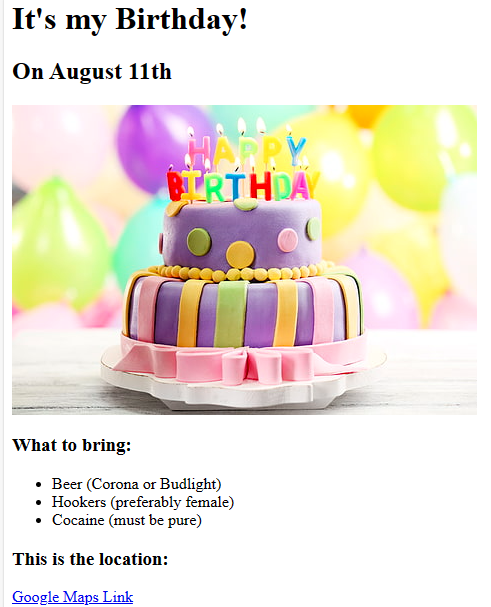 It's my Birthday!
On August 11th
HAPPY
BIRTHDAY
What to bring:
Beer (Corona or Budlight)
Hookers (preferably female)
Cocaine (must be pure)
This is the location:
Google Maps Link